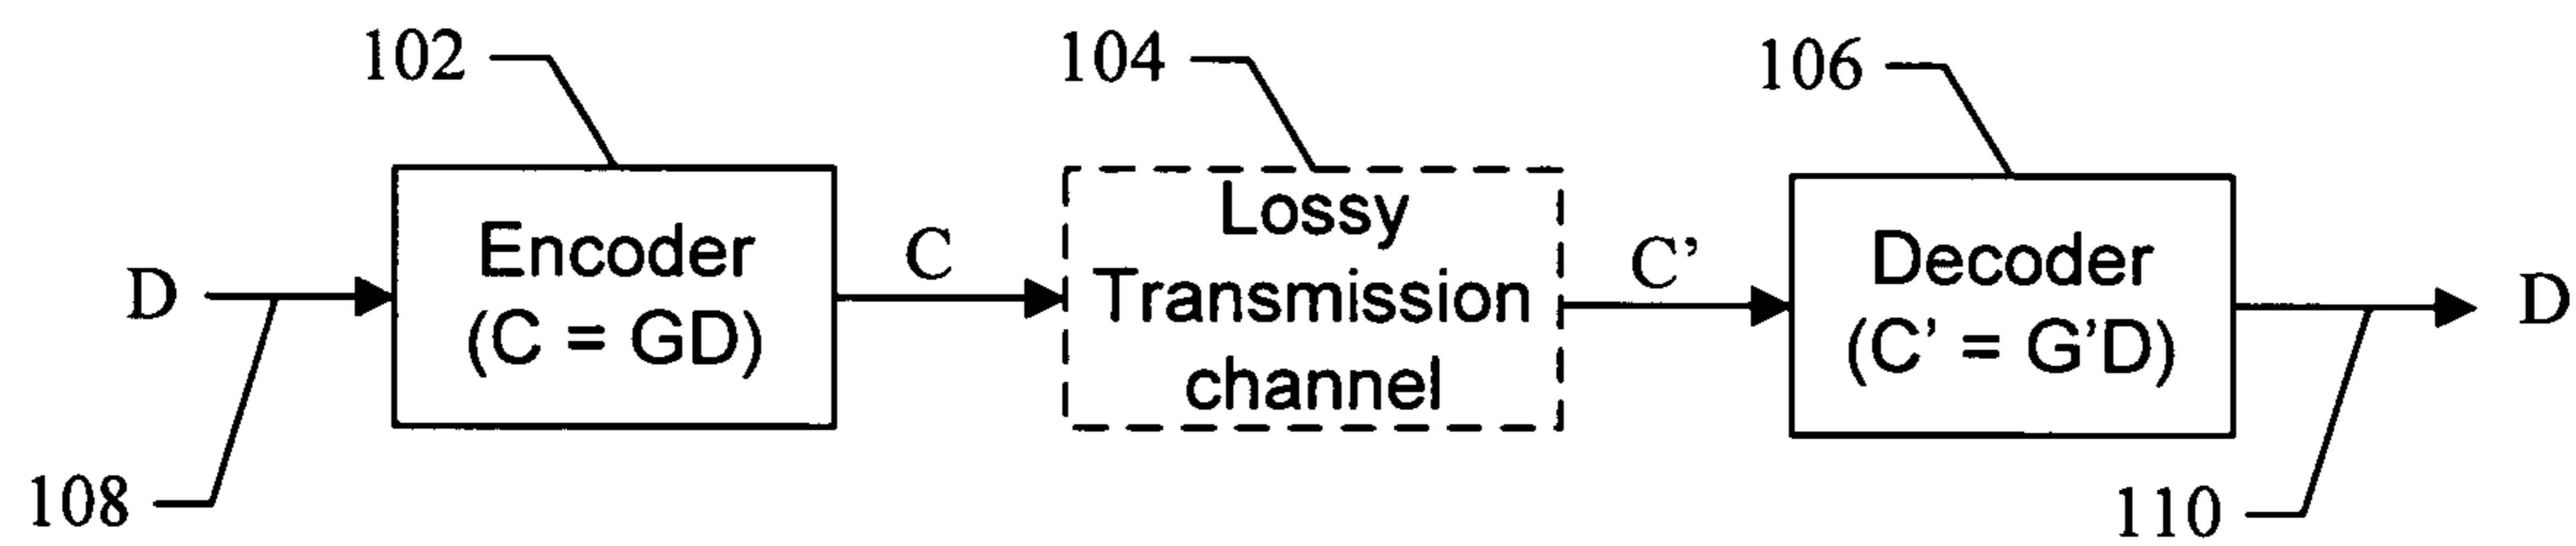 102
104
106
D
Encoder
(C = GD)
C
Lossy
Transmission
channel
C’
Decoder
(C’ = G’D)
D
108
110